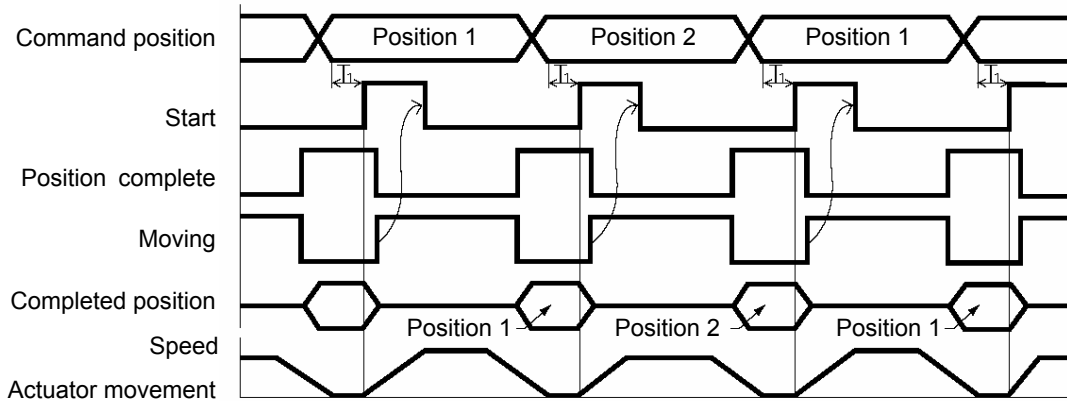 Command position
Position 1
Position 2
Position 1
T₁
T₁
T₁
T₁
Start
Position complete
Moving
Completed position
Position 1
Position 2
Position 1
Speed
Actuator movement